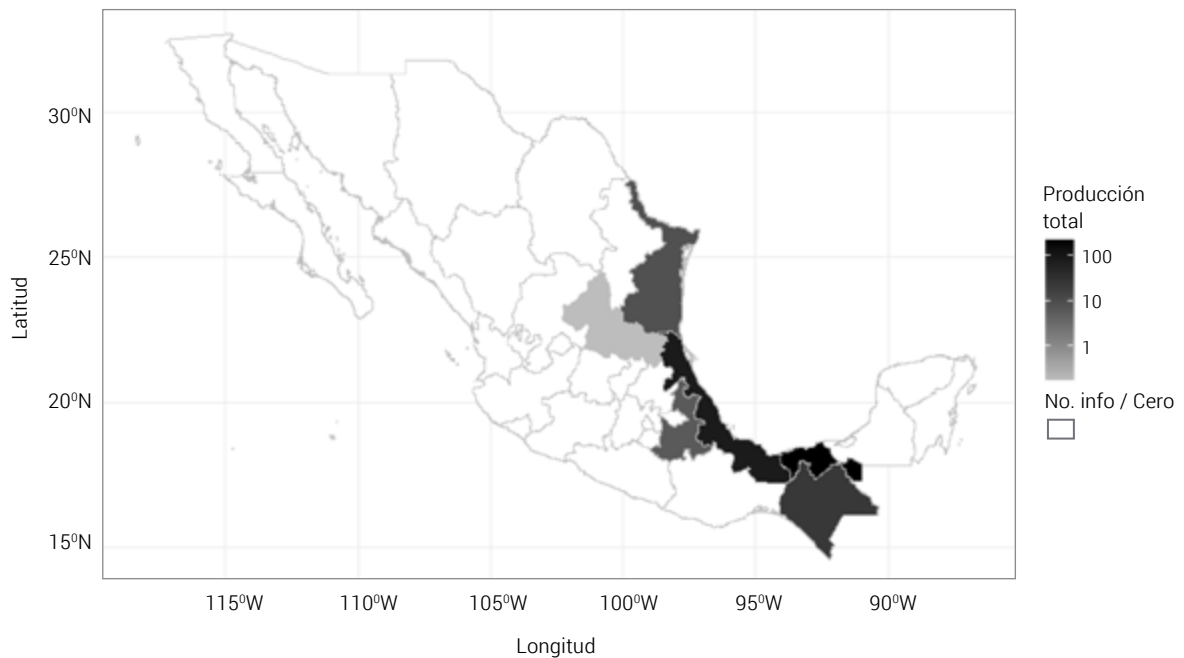 30⁰N
25⁰N
20⁰N
15⁰N
Latitud
115⁰W 110⁰W 105⁰W 100⁰W 95⁰W 90⁰W
Longitud
Producción
total
100
10
1
No. info / Cero